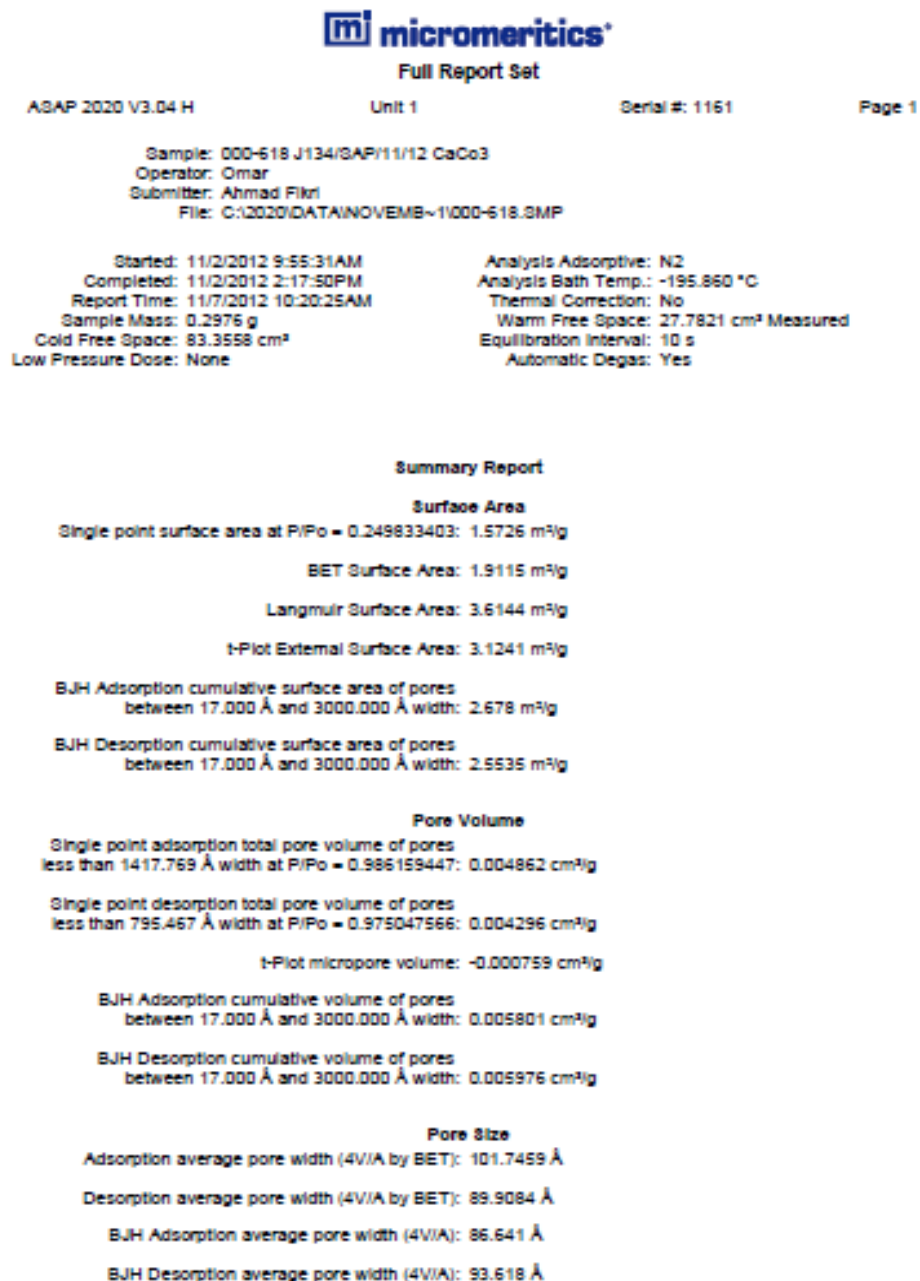 micromeritics
Full Report Set
ASAP 2020 V3.04 H Unit 1 Serial #: 1161 Page 1
Sample: 000-618 J134/SAP/11/12 CaCo3
Operator: Omar
Submitter: Ahmad Fikri
File: C:\2020\DATA\NOVEMB~1\000-618.SMP
Started: 11/2/2012 9:55:31AM Analysis Adsorptive: N2
Completed: 11/2/2012 2:17:50PM Analysis Bath Temp.: -195.860 °C
Report Time: 11/7/2012 10:20:25AM Thermal Correction: No
Sample Mass: 0.2976 g Warm Free Space: 27.7821 cm³ Measured
Cold Free Space: 83.3558 cm³ Equilibration Interval: 10 s
Low Pressure Dose: None Automatic Degas: Yes
Summary Report
Surface Area
Single point surface area at P/Po = 0.249833403: 1.5726 m²/g
BET Surface Area: 1.9115 m²/g
Langmuir Surface Area: 3.6144 m²/g
t-Plot External Surface Area: 3.1241 m²/g
BJH Adsorption cumulative surface area of pores
between 17.000 Å and 3000.000 Å width: 2.678 m²/g
BJH Desorption cumulative surface area of pores
between 17.000 Å and 3000.000 Å width: 2.5535 m²/g
Pore Volume
Single point adsorption total pore volume of pores
less than 1417.769 Å width at P/Po = 0.986159447: 0.004862 cm³/g
Single point desorption total pore volume of pores
less than 795.467 Å width at P/Po = 0.975047566: 0.004296 cm³/g
t-Plot micropore volume: -0.000759 cm³/g
BJH Adsorption cumulative volume of pores
between 17.000 Å and 3000.000 Å width: 0.005801 cm³/g
BJH Desorption cumulative volume of pores
between 17.000 Å and 3000.000 Å width: 0.005976 cm³/g
Pore Size
Adsorption average pore width (4V/A by BET): 101.7459 Å
Desorption average pore width (4V/A by BET): 89.9084 Å
BJH Adsorption average pore width (4V/A): 86.641 Å
BJH Desorption average pore width (4V/A): 93.618 Å